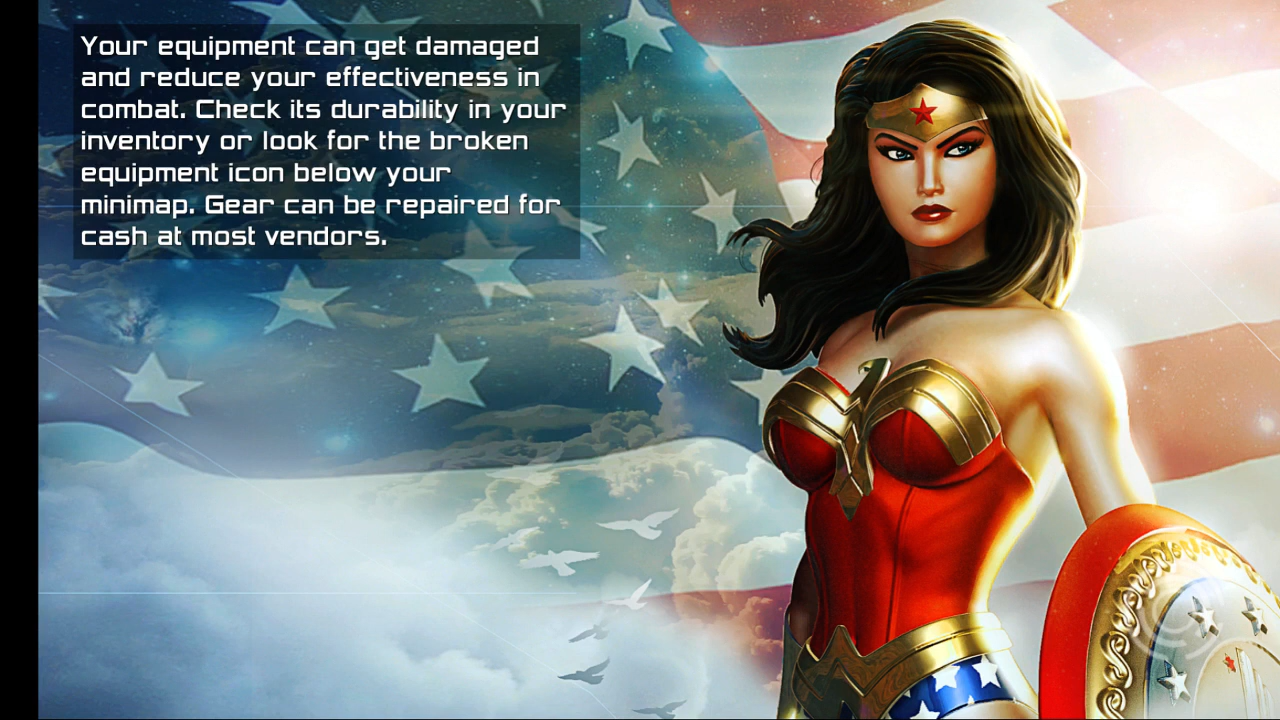 Your equipment can get damaged
and reduce your effectiveness in
combat. Check its durability in your
inventory or look for the broken
equipment icon below your
minimap. Gear can be repaired for
cash at most vendors.